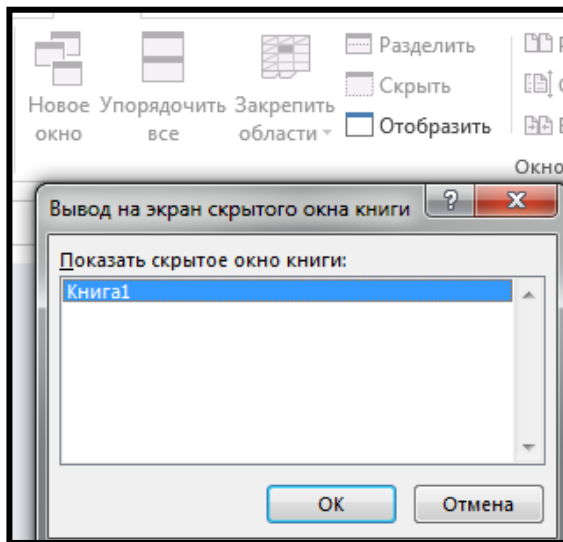 Новое окно
Упорядочить все
Закрепить области
Разделить
Скрыть
Отобразить
Окно
Вывод на экран скрытого окна книги
Показать скрытое окно книги:
Книга1
ОК
Отмена